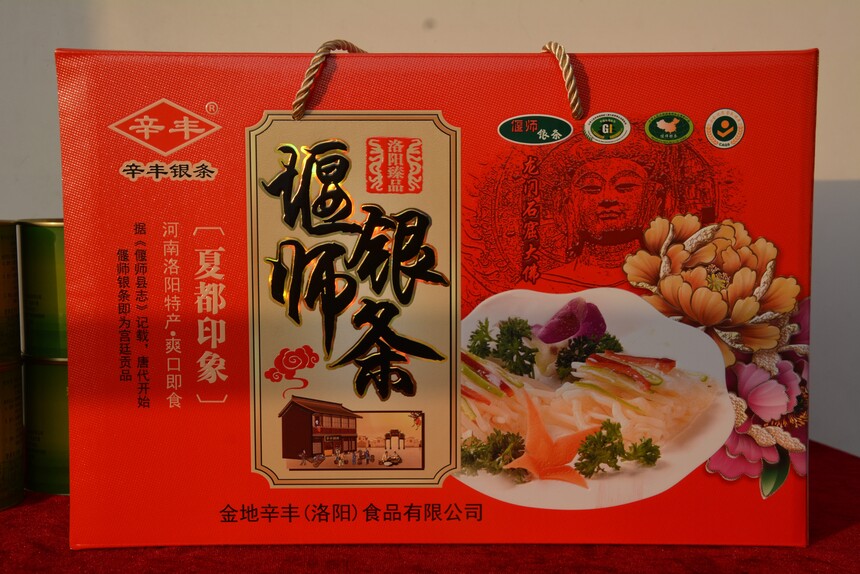 辛丰®
辛丰银条
据《偃师县志》记载，唐代开始
偃师银条即为宫廷贡品
河南洛阳特产·爽口即食
〔夏都印象〕
洛阳臻品
偃师
银条
偃师
银条
GI
龙门石窟大佛
金地辛丰(洛阳)食品有限公司